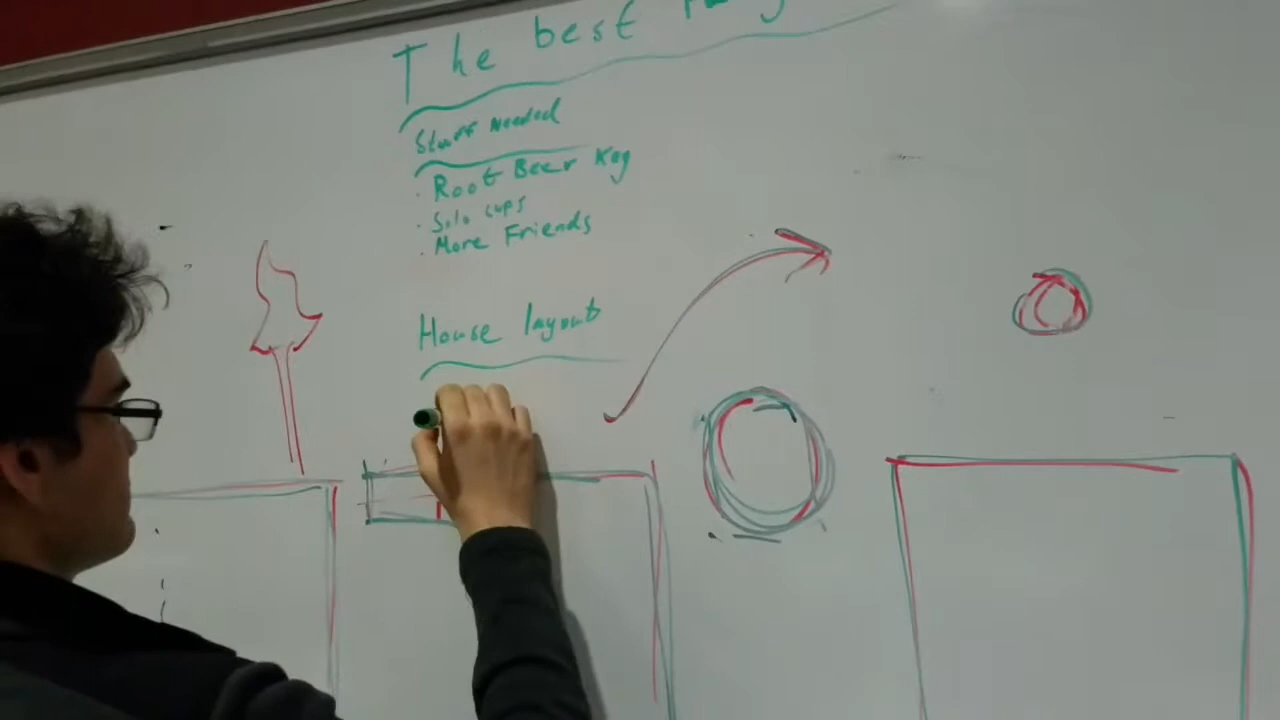 The best
Stuff Needed
· Root Beer Keg
· Solo cups
· More Friends
House layout